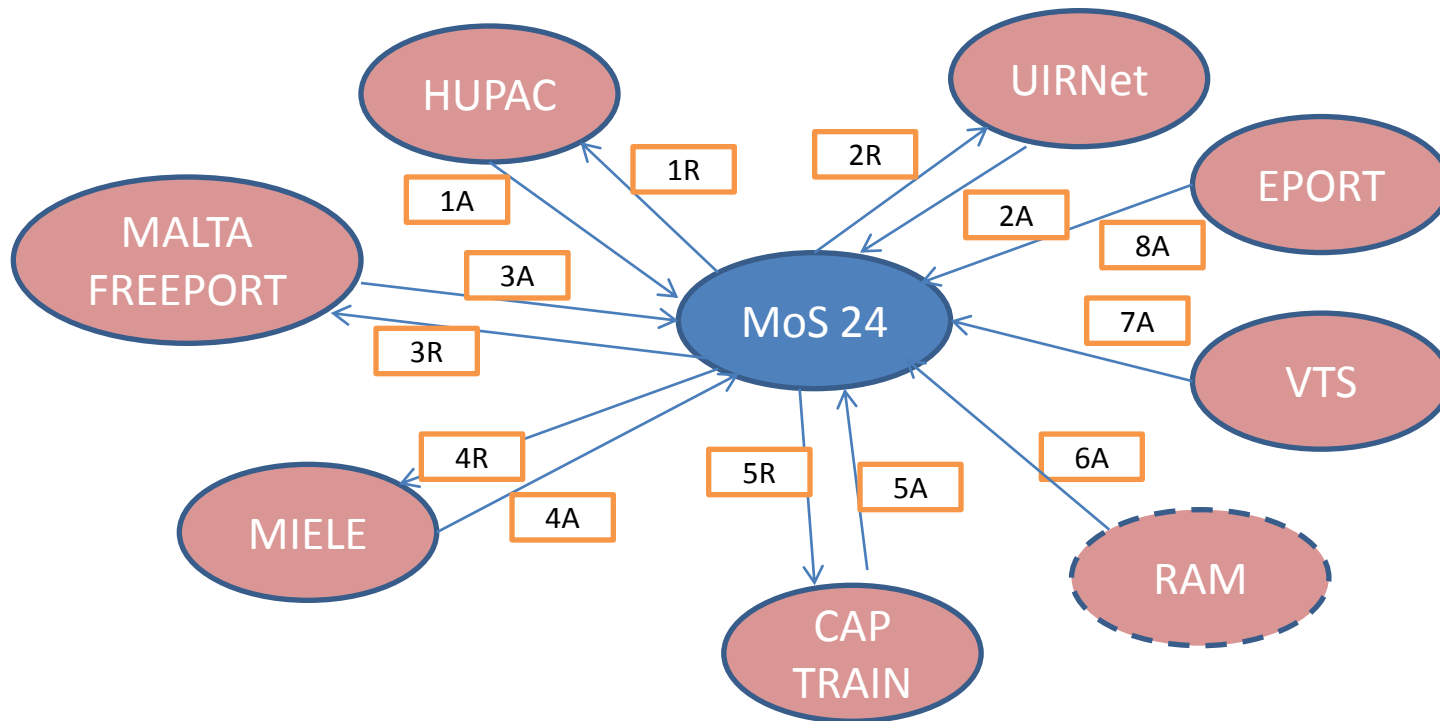 HUPAC
UIRNet
1R
2R
EPORT
1A
2A
MALTA
FREEPORT
8A
3A
MoS 24
7A
3R
VTS
4R
5R
6A
5A
4A
MIELE
RAM
CAP
TRAIN